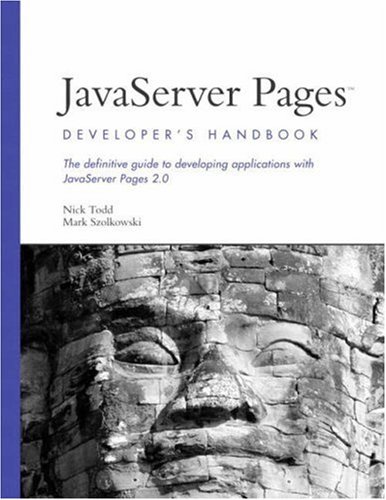 JavaServer Pages™
DEVELOPER'S HANDBOOK
The definitive guide to developing applications with
JavaServer Pages 2.0
Nick Todd
Mark Szolkowski